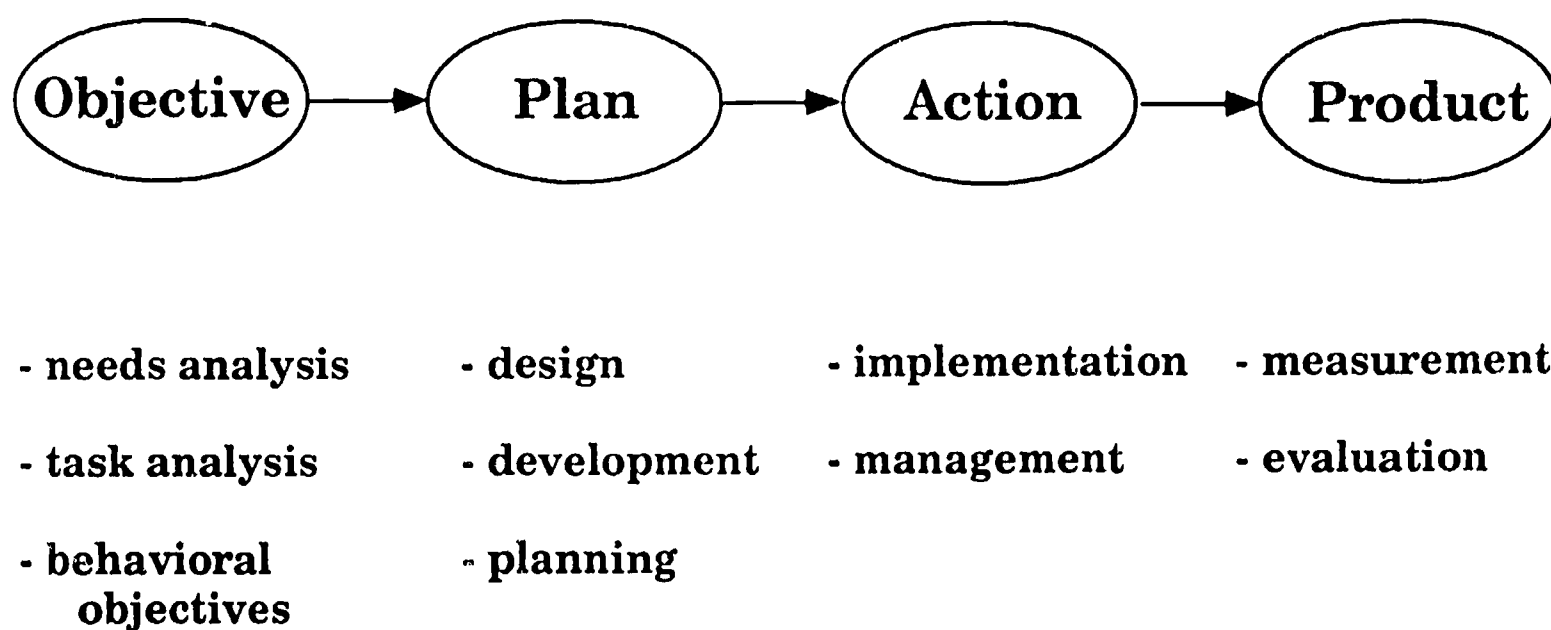 Objective Plan Action Product
- needs analysis - design - implementation - measurement
- task analysis - development - management - evaluation
- behavioral - planning
objectives